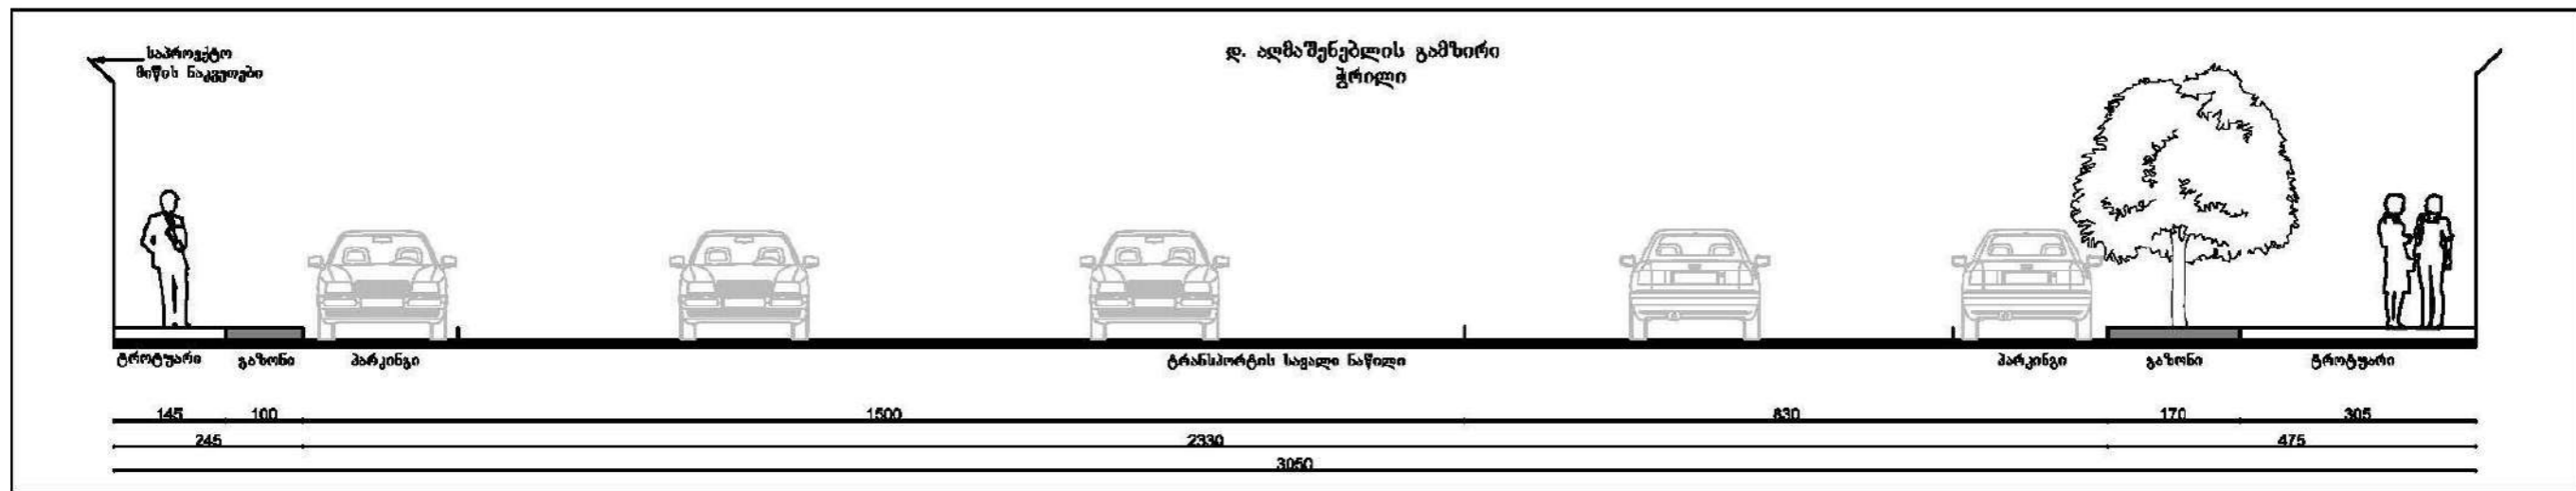 საპროექტო
მიწის ნაკვეთები
დ. აღმაშენებლის გამზირი
ჭრილი
ტროტუარი გაზონი პარკინგი ტრანსპორტის სავალი ნაწილი პარკინგი გაზონი ტროტუარი
145 100 1500 830 170 305
245 2330 475
3050